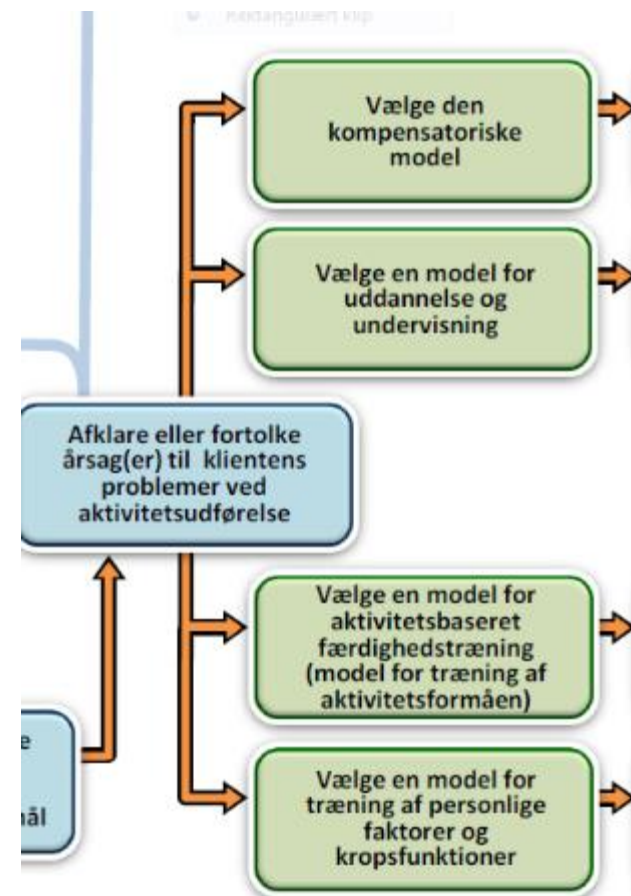 Rektangulært klip
Vælge den
kompensatoriske
model
Vælge en model for
uddannelse og
undervisning
Afklare eller fortolke
årsag(er) til klientens
problemer ved
aktivitetsudførelse
Vælge en model for
aktivitetsbaseret
færdighedstræning
(model for træning af
aktivitetsformåen)
Vælge en model for
træning af personlige
faktorer og
kropsfunktioner